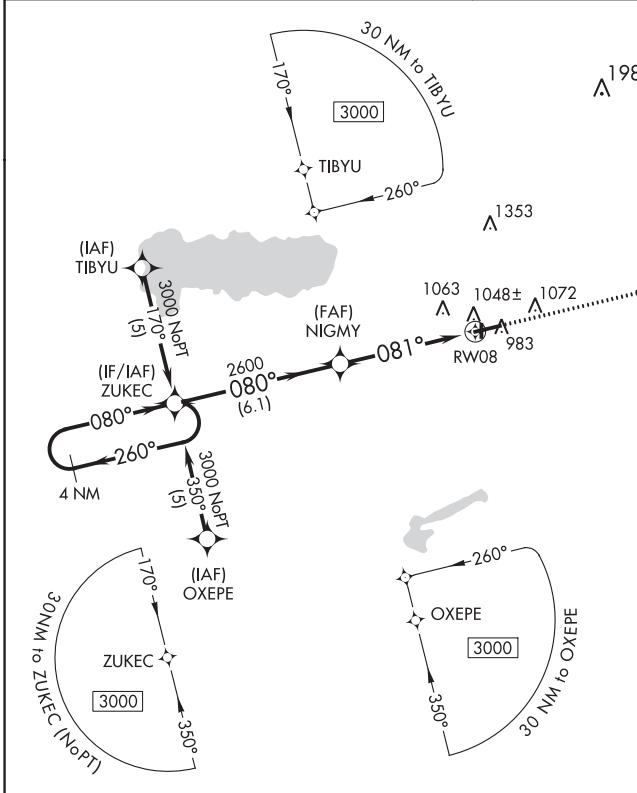 30 NM to TIBYU
170°
3000
TIBYU
260°
198
1353
(IAF)
TIBYU
3000 NoPT
170°
(5)
(FAF)
NIGMY
1063
1048±
1072
983
RW08
081°
(IF/IAF)
ZUKEC
2600
080°
(6.1)
080°
260°
4 NM
3000 NoPT
350°
(5)
(IAF)
OXEPE
30NM to ZUKEC (NoPT)
170°
ZUKEC
3000
350°
260°
OXEPE
3000
350°
30 NM to OXEPE